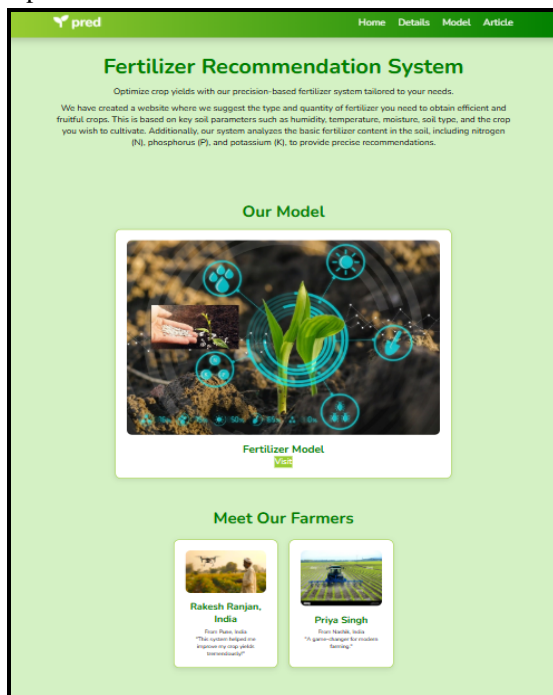 pred
Home Details Model Article
Fertilizer Recommendation System
Optimize crop yields with our precision-based fertilizer system tailored to your needs.
We have created a website where we suggest the type and quantity of fertilizer you need to obtain efficient and
fruitful crops. This is based on key soil parameters such as humidity, temperature, moisture, soil type, and the crop
you wish to cultivate. Additionally, our system analyzes the basic fertilizer content in the soil, including nitrogen
(N), phosphorus (P), and potassium (K), to provide precise recommendations.
Our Model
Fertilizer Model
Visit
Meet Our Farmers
Rakesh Ranjan,
India
From Pune, India
"This system helped me
improve my crop yields
tremendously!"
Priya Singh
From Nashik, India
"A game-changer for modern
farming."